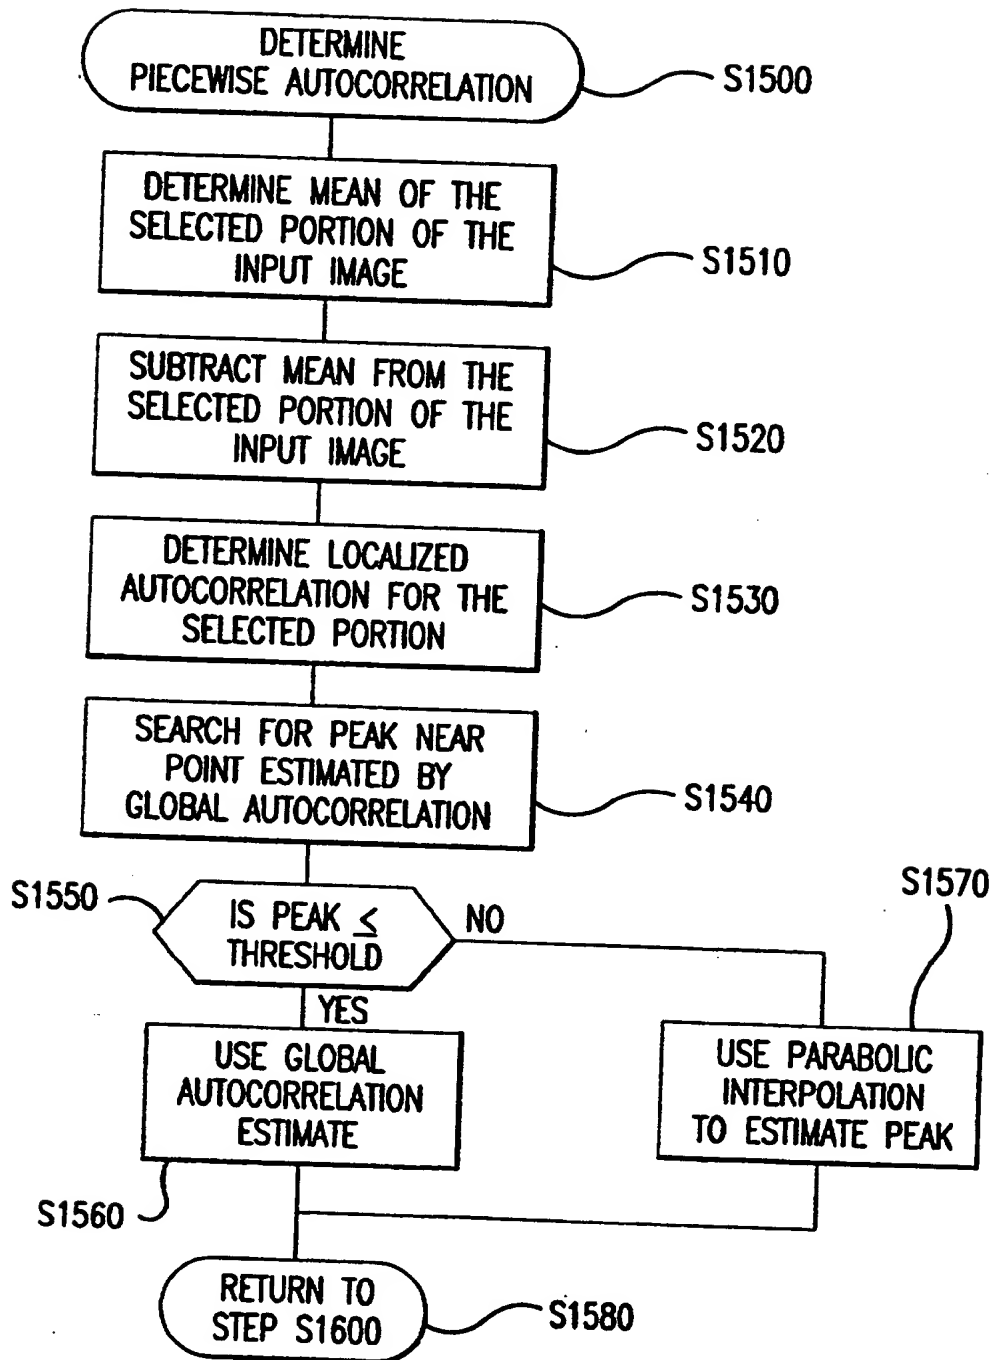 DETERMINE
PIECEWISE AUTOCORRELATION
S1500
DETERMINE MEAN OF THE
SELECTED PORTION OF THE
INPUT IMAGE
S1510
SUBTRACT MEAN FROM THE
SELECTED PORTION OF THE
INPUT IMAGE
S1520
DETERMINE LOCALIZED
AUTOCORRELATION FOR THE
SELECTED PORTION
S1530
SEARCH FOR PEAK NEAR
POINT ESTIMATED BY
GLOBAL AUTOCORRELATION
S1540
S1550
IS PEAK ≤
THRESHOLD
NO
YES
S1570
USE GLOBAL
AUTOCORRELATION
ESTIMATE
S1560
USE PARABOLIC
INTERPOLATION
TO ESTIMATE PEAK
RETURN TO
STEP S1600
S1580